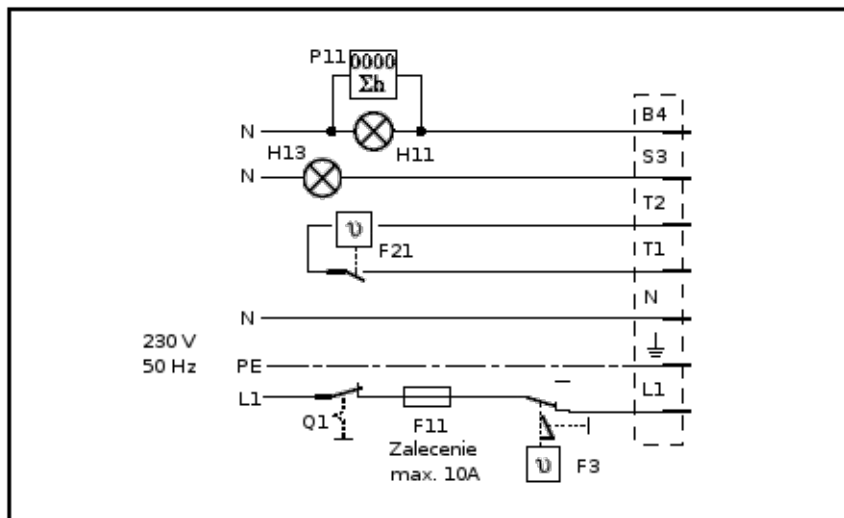 P11 0000
Σh
N B4
H13 H11 S3
N
T2
υ
F21 T1
N N
230 V
50 Hz PE
L1 L1
Q1 F11
Zalecenie
max. 10A υ F3